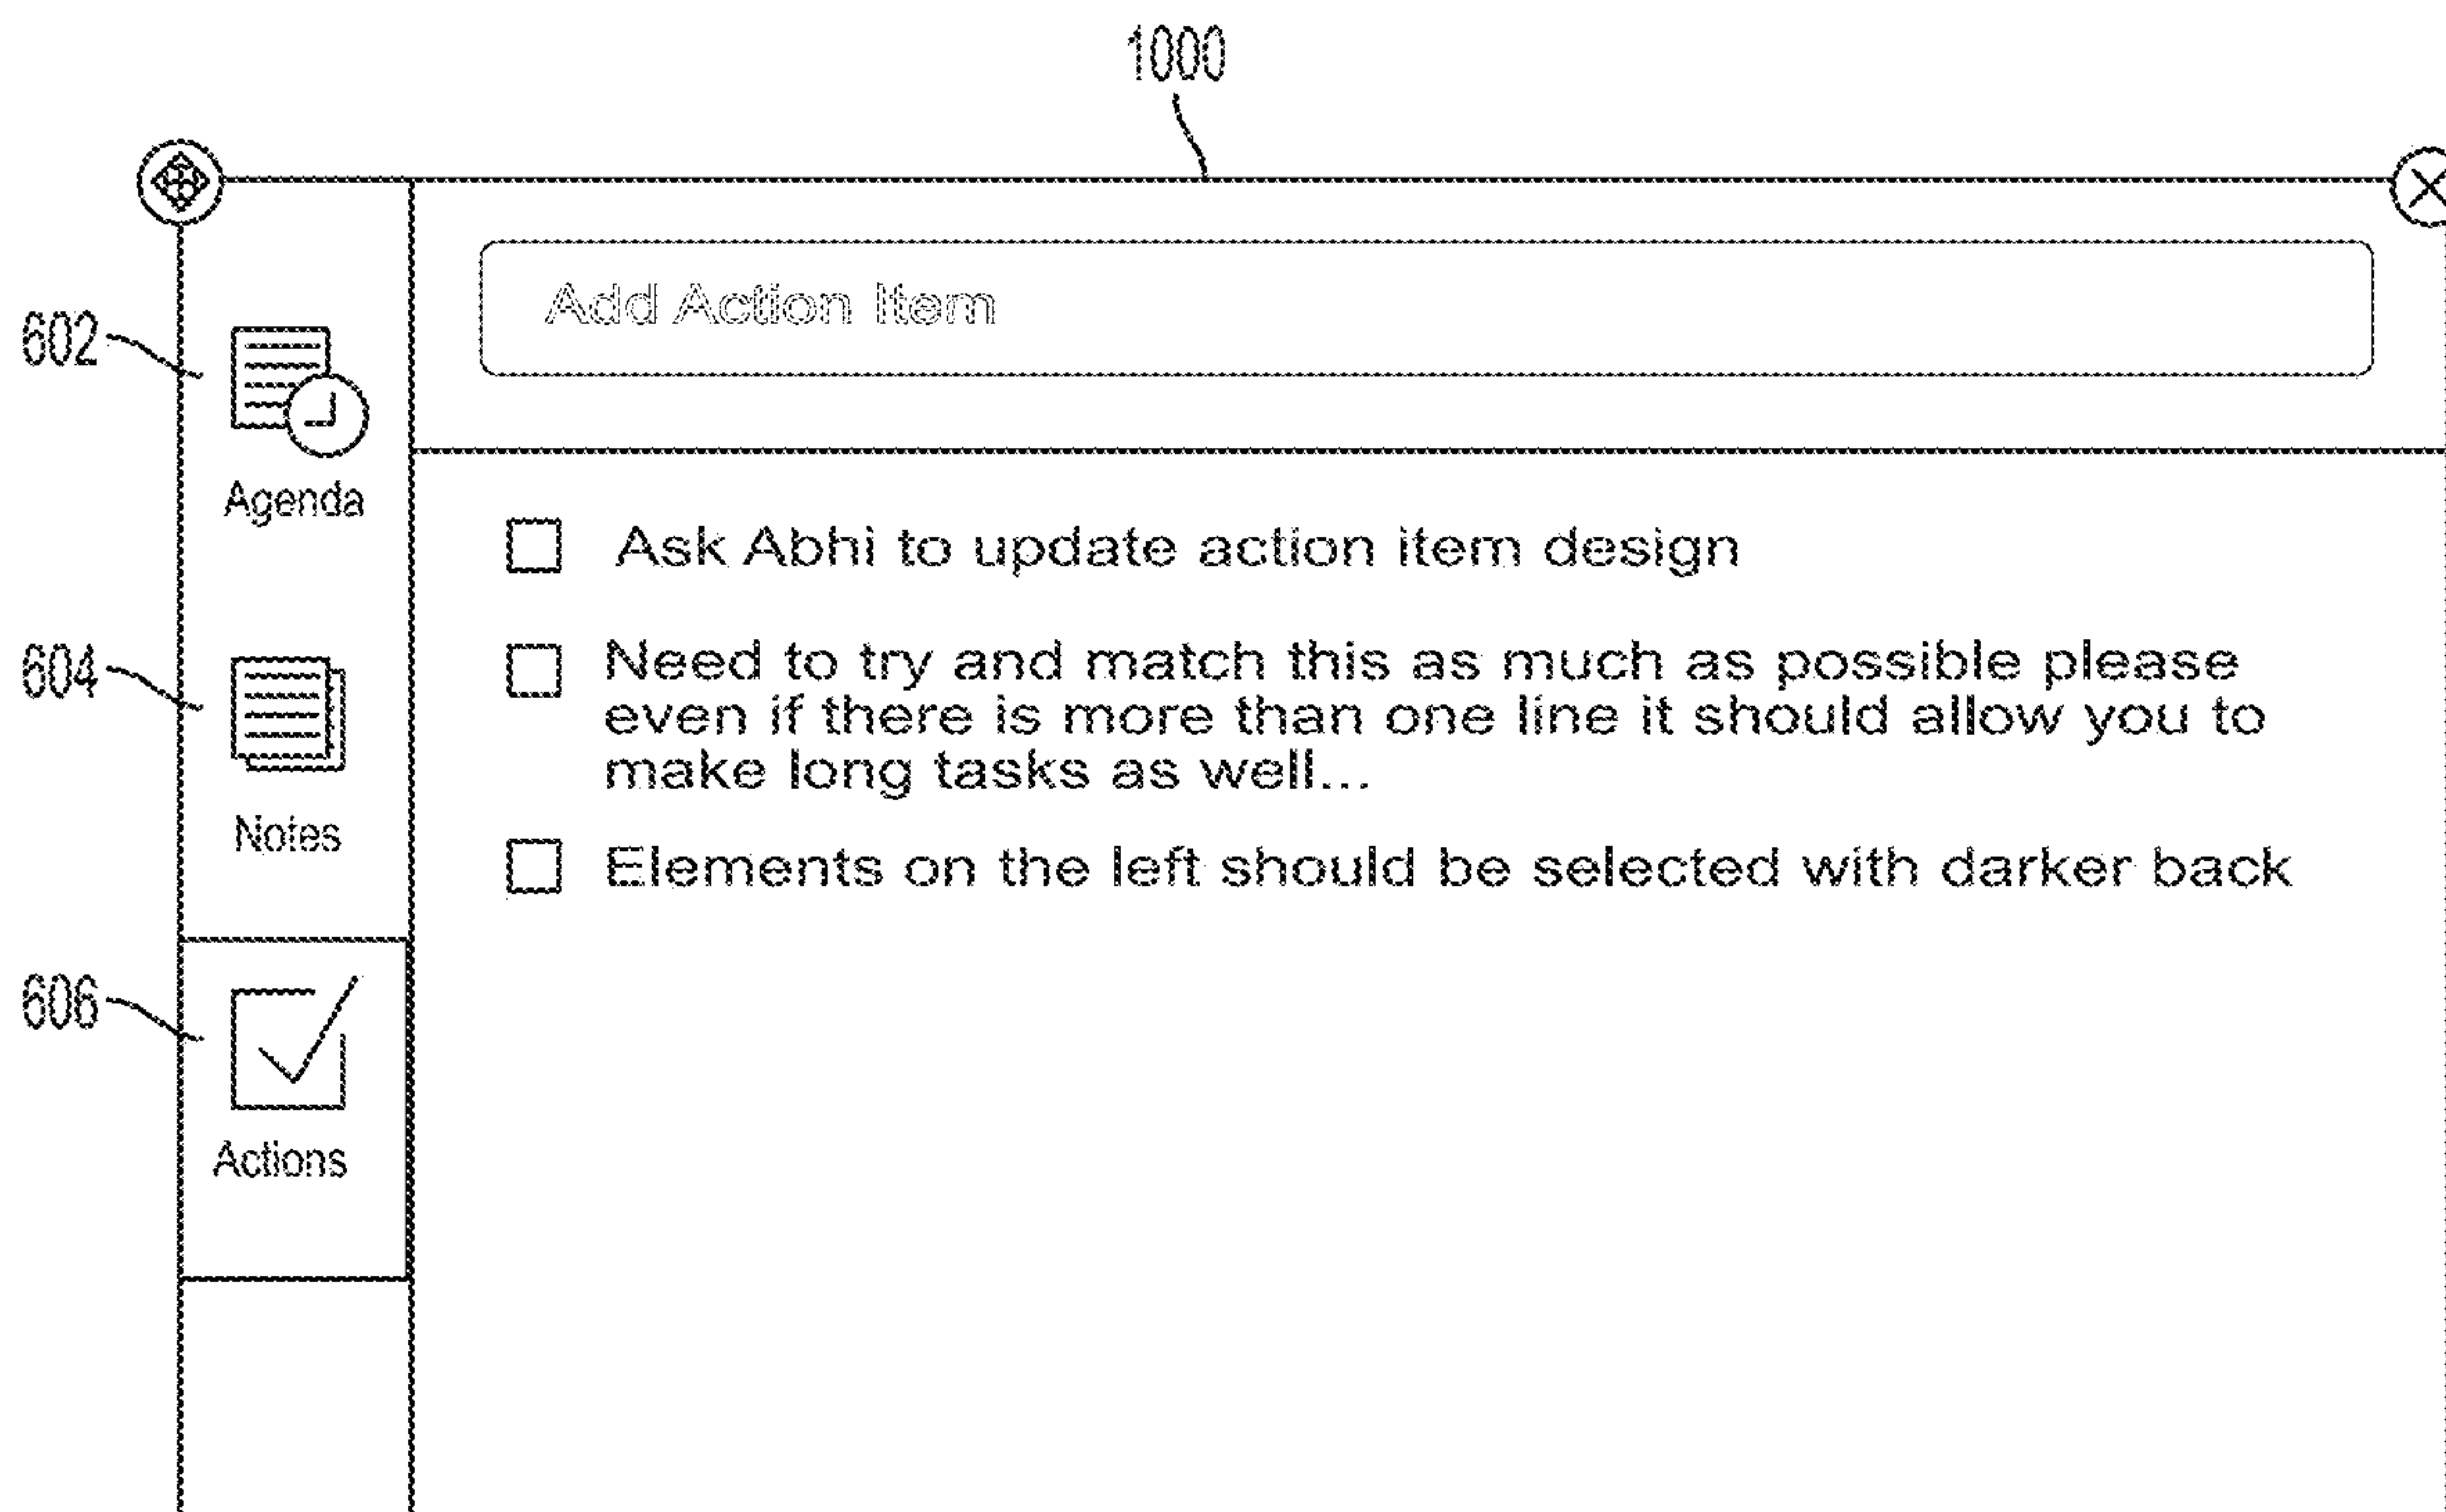 1000
Add Action Item
602
Agenda
Ask Abhi to update action item design
604
Notes
Need to try and match this as much as possible please
even if there is more than one line it should allow you to
make long tasks as well...
Elements on the left should be selected with darker back
606
Actions